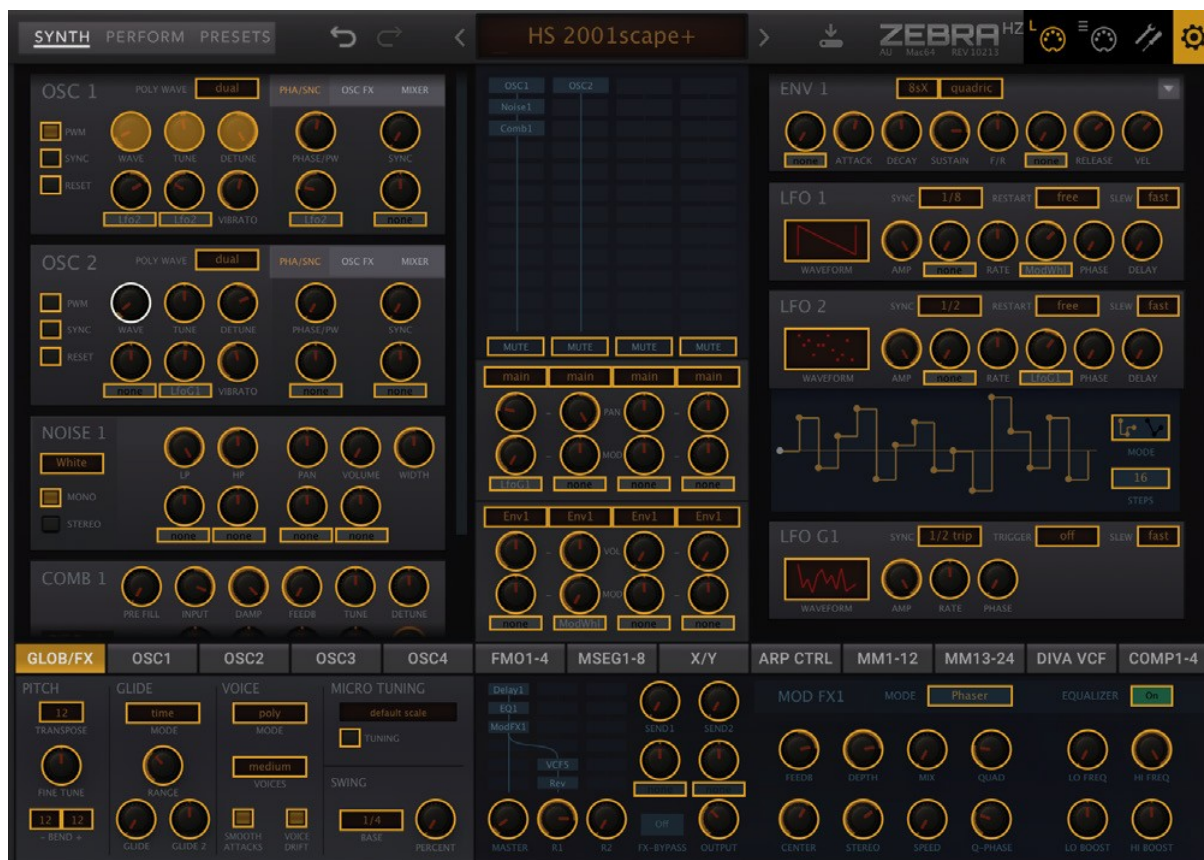 SYNTH PERFORM PRESETS
HS 2001scape+
ZEBRA HZ
AU Mac64 REV 10213
L
OSC 1 POLY WAVE dual PHA/SNC OSC FX MIXER
PWM
SYNC
RESET
WAVE TUNE DETUNE PHASE/PW SYNC
Lfo2 Lfo2 VIBRATO Lfo2 none
OSC 2 POLY WAVE dual PHA/SNC OSC FX MIXER
PWM
SYNC
RESET
WAVE TUNE DETUNE PHASE/PW SYNC
none LfoG1 VIBRATO none none
NOISE 1
White
MONO
STEREO
LP HP PAN VOLUME WIDTH
none none none none
COMB 1
PRE FILL INPUT DAMP FEEDB TUNE DETUNE
OSC1 OSC2
Noise1
Comb1
MUTE MUTE MUTE MUTE
main main main main
PAN
MOD
LfoG1 none none none
Env1 Env1 Env1 Env1
VOL
MOD
none ModWhl none none
ENV 1 8sX quadric
none ATTACK DECAY SUSTAIN F/R none RELEASE VEL
LFO 1 SYNC 1/8 RESTART free SLEW fast
WAVEFORM AMP none RATE ModWhl PHASE DELAY
LFO 2 SYNC 1/2 RESTART free SLEW fast
WAVEFORM AMP none RATE LfoG1 PHASE DELAY
MODE
16
STEPS
LFO G1 SYNC 1/2 trip TRIGGER off SLEW fast
WAVEFORM AMP RATE PHASE
GLOB/FX OSC1 OSC2 OSC3 OSC4 FMO1-4 MSEG1-8 X/Y ARP CTRL MM1-12 MM13-24 DIVA VCF COMP1-4
PITCH
12
TRANSPOSE
FINE TUNE
12 12
- BEND +
GLIDE
time
MODE
RANGE
GLIDE GLIDE 2
VOICE
poly
MODE
medium
VOICES
SMOOTH ATTACKS
VOICE DRIFT
MICRO TUNING
default scale
TUNING
SWING
1/4
BASE PERCENT
Delay1
EQ1
ModFX1
VCF5
Rev
SEND1 SEND2
none none
Off
MASTER R1 R2 FX-BYPASS OUTPUT
MOD FX1 MODE Phaser EQUALIZER On
FEEDB DEPTH MIX QUAD LO FREQ HI FREQ
CENTER STEREO SPEED Q-PHASE LO BOOST HI BOOST